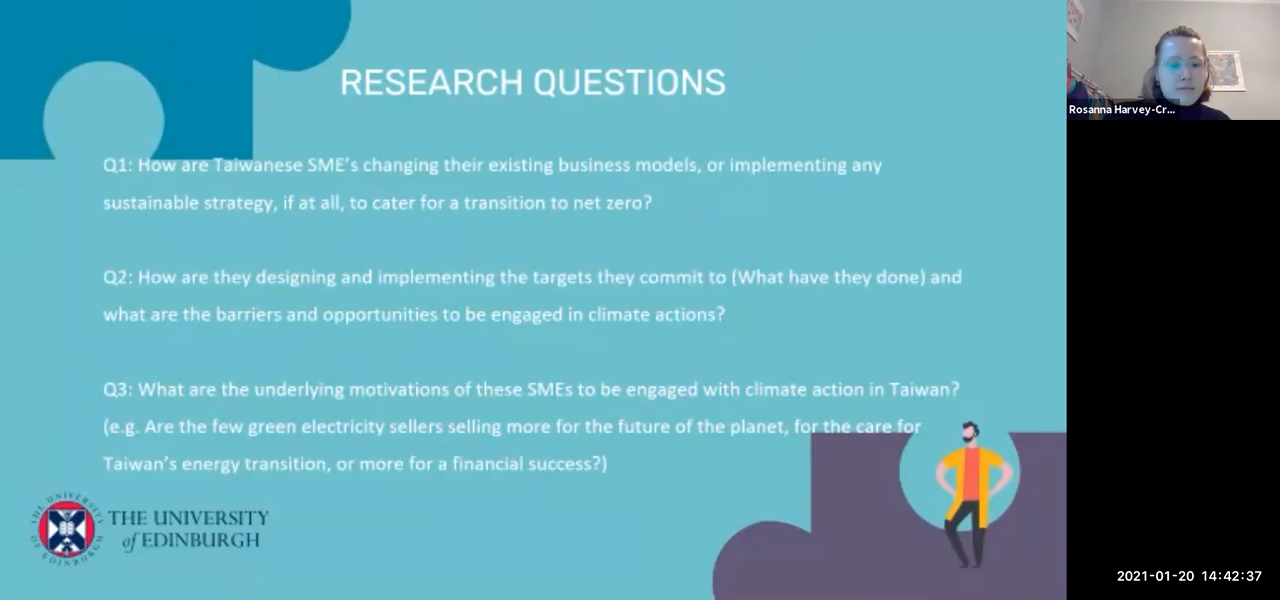 RESEARCH QUESTIONS
Q1: How are Taiwanese SME's changing their existing business models, or implementing any
sustainable strategy, if at all, to cater for a transition to net zero?
Q2: How are they designing and implementing the targets they commit to (What have they done) and
what are the barriers and opportunities to be engaged in climate actions?
Q3: What are the underlying motivations of these SMEs to be engaged with climate action in Taiwan?
(e.g. Are the few green electricity sellers selling more for the future of the planet, for the care for
Taiwan's energy transition, or more for a financial success?)
THE UNIVERSITY
of EDINBURGH
THE UNIVERSITY
OF EDINBURGH
Rosanna Harvey-Cr...
2021-01-20 14:42:37